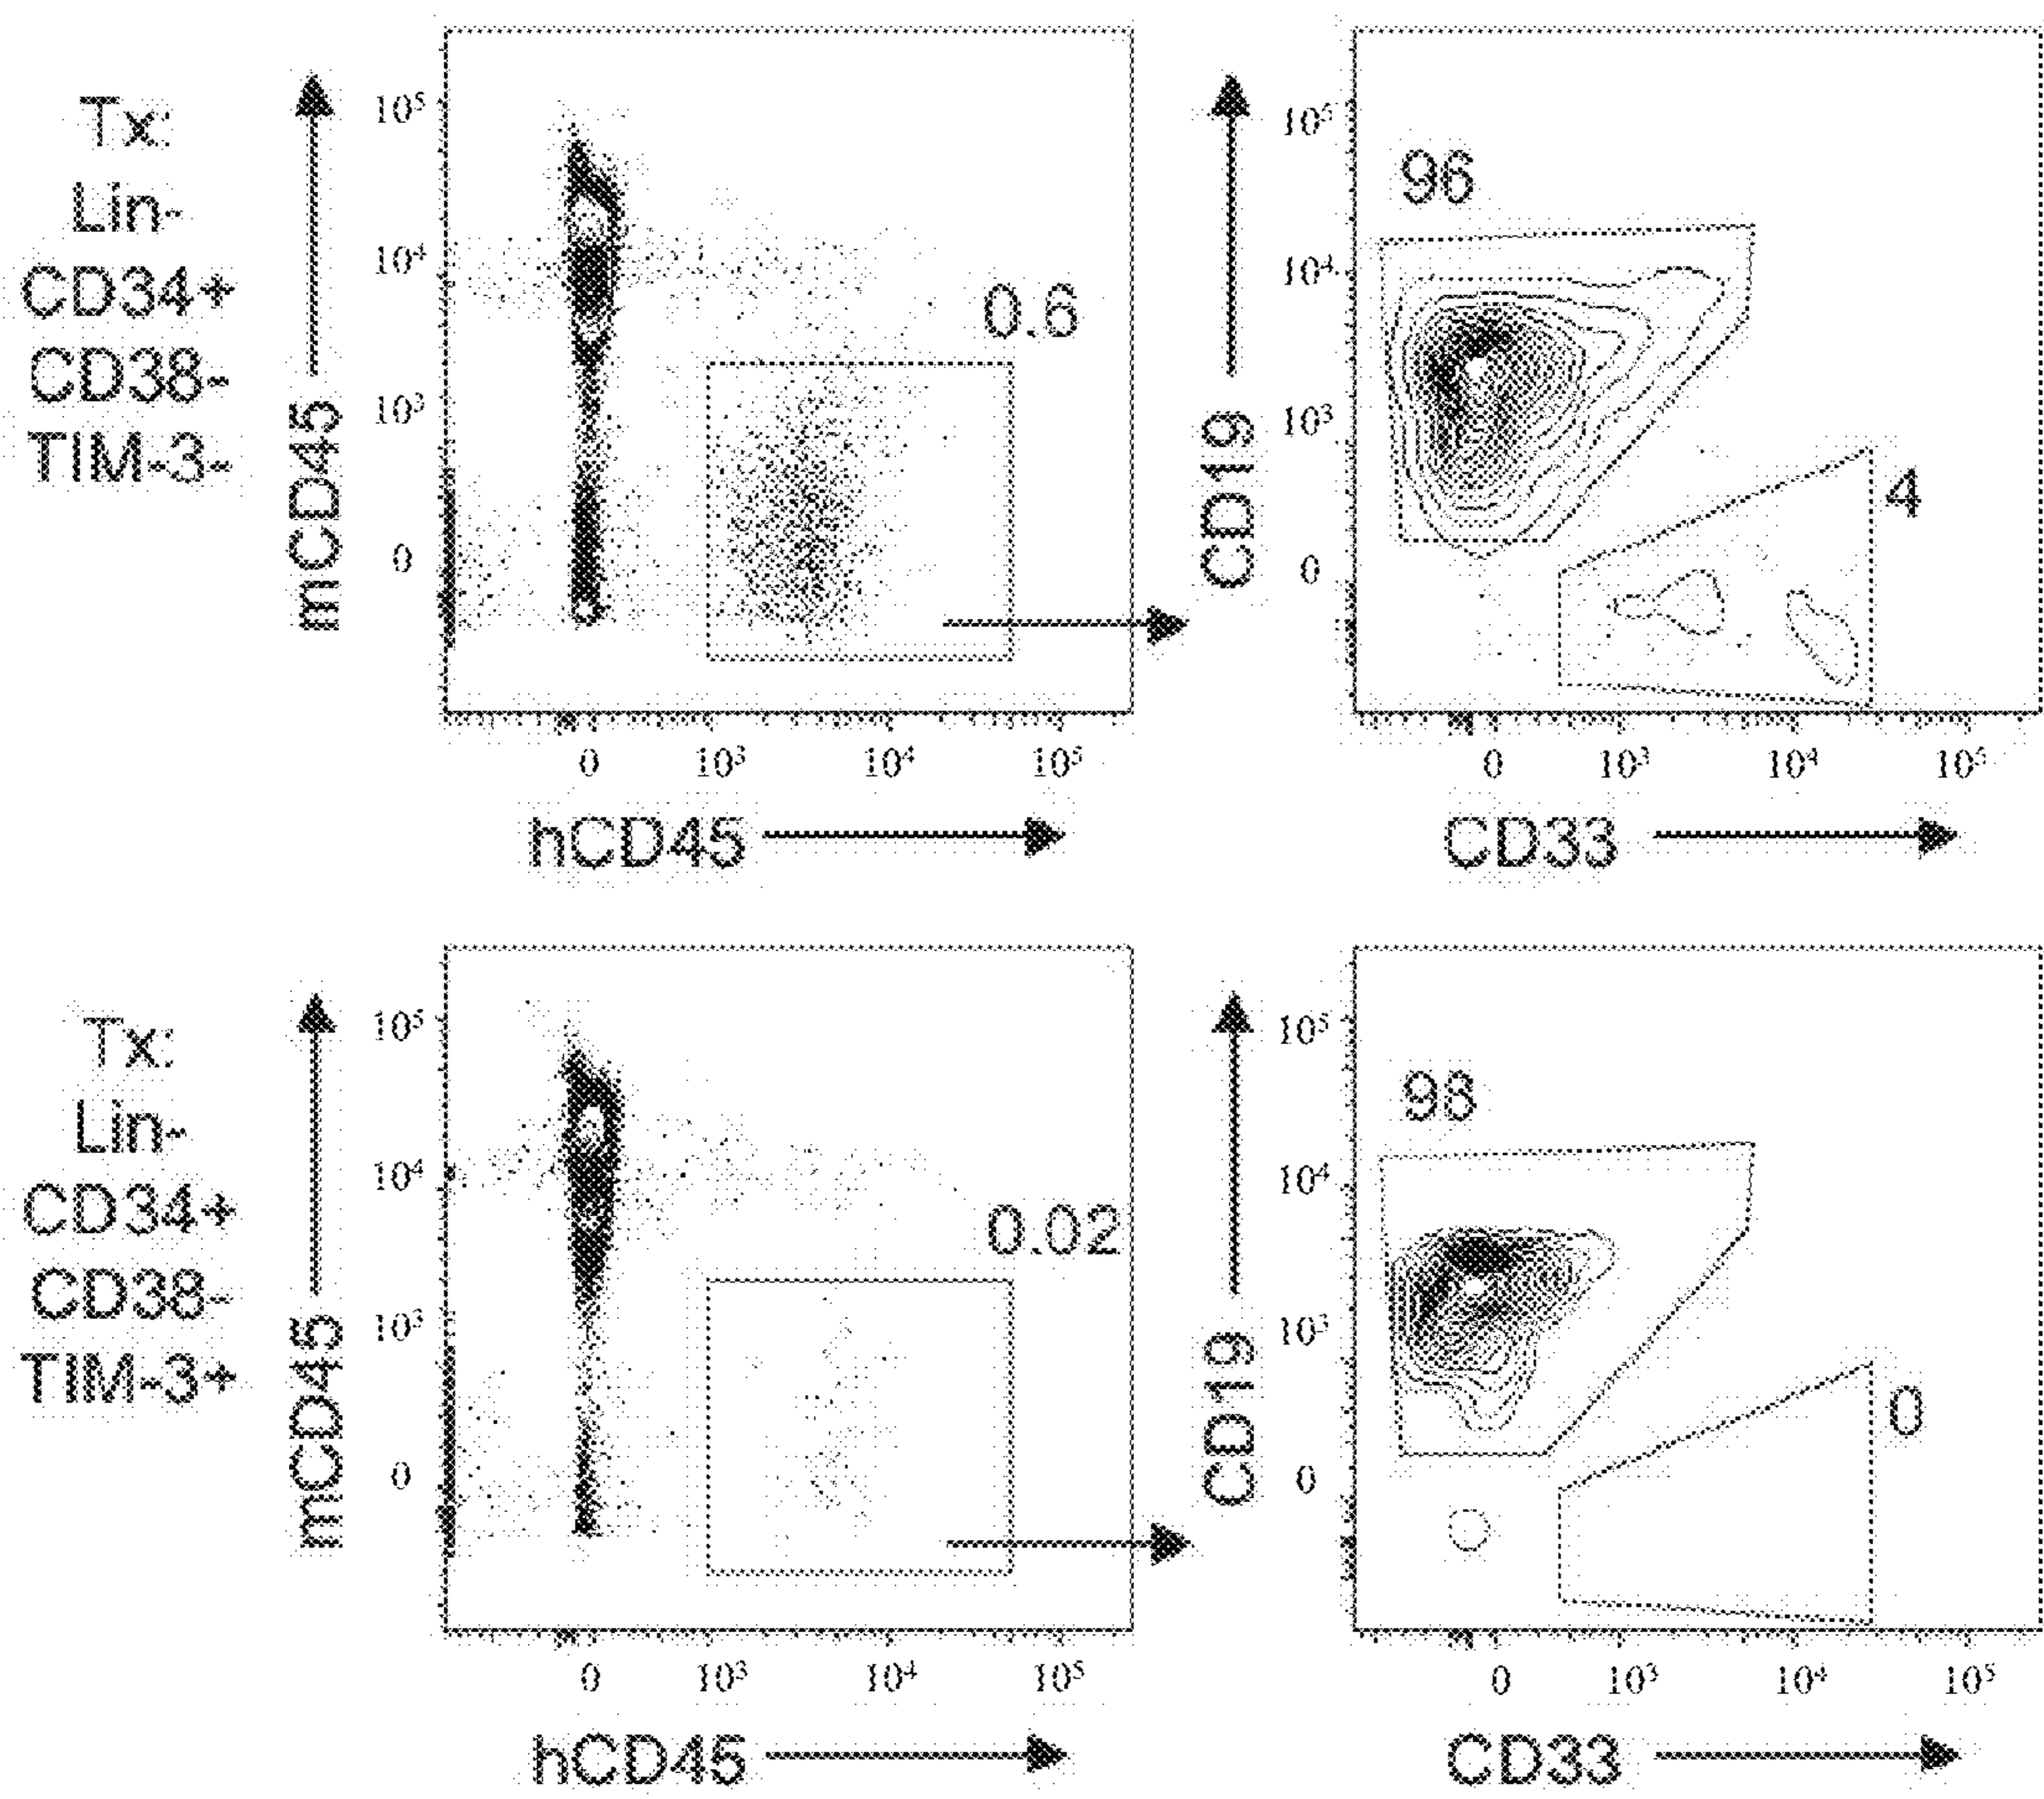 Tx:
Lin-
CD34+
CD38-
TIM-3-
mCD45
10⁵
10⁴
10³
0
0.6
0 10³ 10⁴ 10⁵
hCD45
CD19
10⁵
10⁴
10³
0
96
4
0 10³ 10⁴ 10⁵
CD33
Tx:
Lin-
CD34+
CD38-
TIM-3+
mCD45
10⁵
10⁴
10³
0
0.02
0 10³ 10⁴ 10⁵
hCD45
CD19
10⁵
10⁴
10³
0
98
0
0 10³ 10⁴ 10⁵
CD33